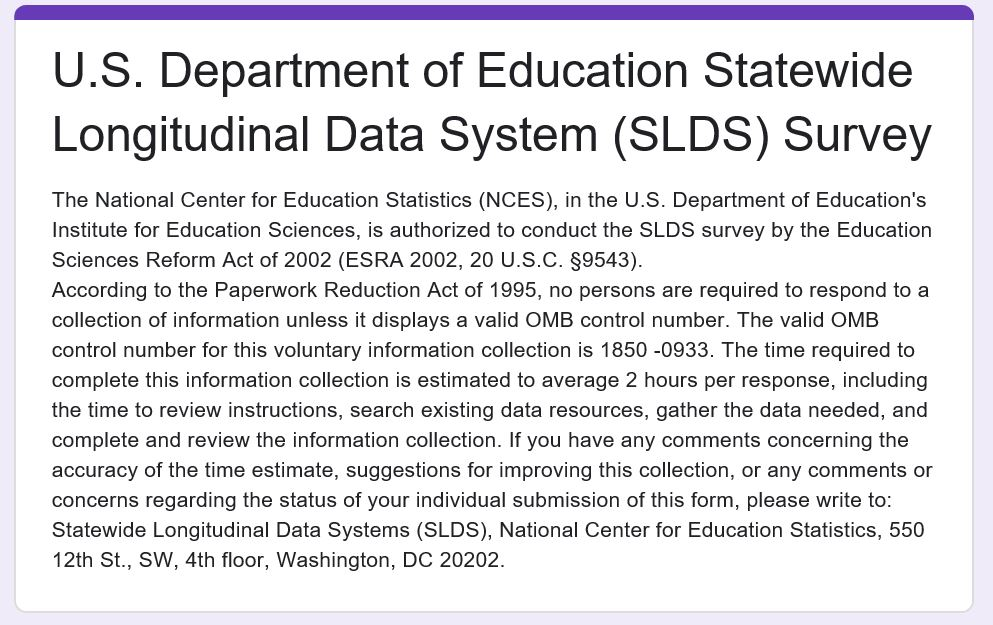 U.S. Department of Education Statewide
Longitudinal Data System (SLDS) Survey
The National Center for Education Statistics (NCES), in the U.S. Department of Education's
Institute for Education Sciences, is authorized to conduct the SLDS survey by the Education
Sciences Reform Act of 2002 (ESRA 2002, 20 U.S.C. §9543).
According to the Paperwork Reduction Act of 1995, no persons are required to respond to a
collection of information unless it displays a valid OMB control number. The valid OMB
control number for this voluntary information collection is 1850 -0933. The time required to
complete this information collection is estimated to average 2 hours per response, including
the time to review instructions, search existing data resources, gather the data needed, and
complete and review the information collection. If you have any comments concerning the
accuracy of the time estimate, suggestions for improving this collection, or any comments or
concerns regarding the status of your individual submission of this form, please write to:
Statewide Longitudinal Data Systems (SLDS), National Center for Education Statistics, 550
12th St., SW, 4th floor, Washington, DC 20202.